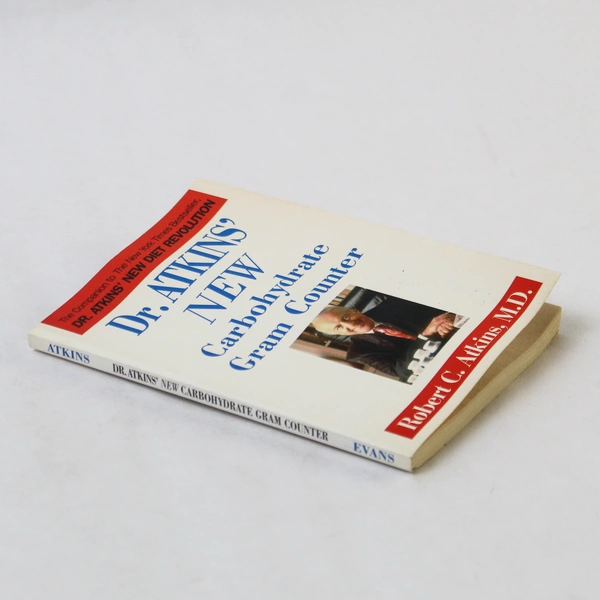 The Companion to The New York Times Bestseller,
DR. ATKINS' NEW DIET REVOLUTION
Dr. ATKINS'
NEW
Carbohydrate
Gram Counter
Robert C. Atkins, M.D.
ATKINS DR. ATKINS' NEW CARBOHYDRATE GRAM COUNTER EVANS